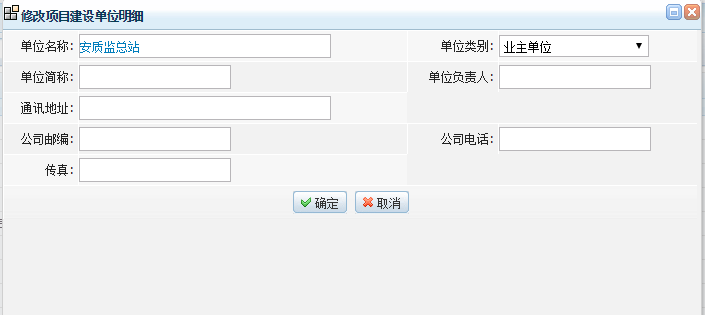 修改项目建设单位明细
单位名称: 安质监总站 单位类别: 业主单位
单位简称: 单位负责人:
通讯地址:
公司邮编: 公司电话:
传真:
确定 取消